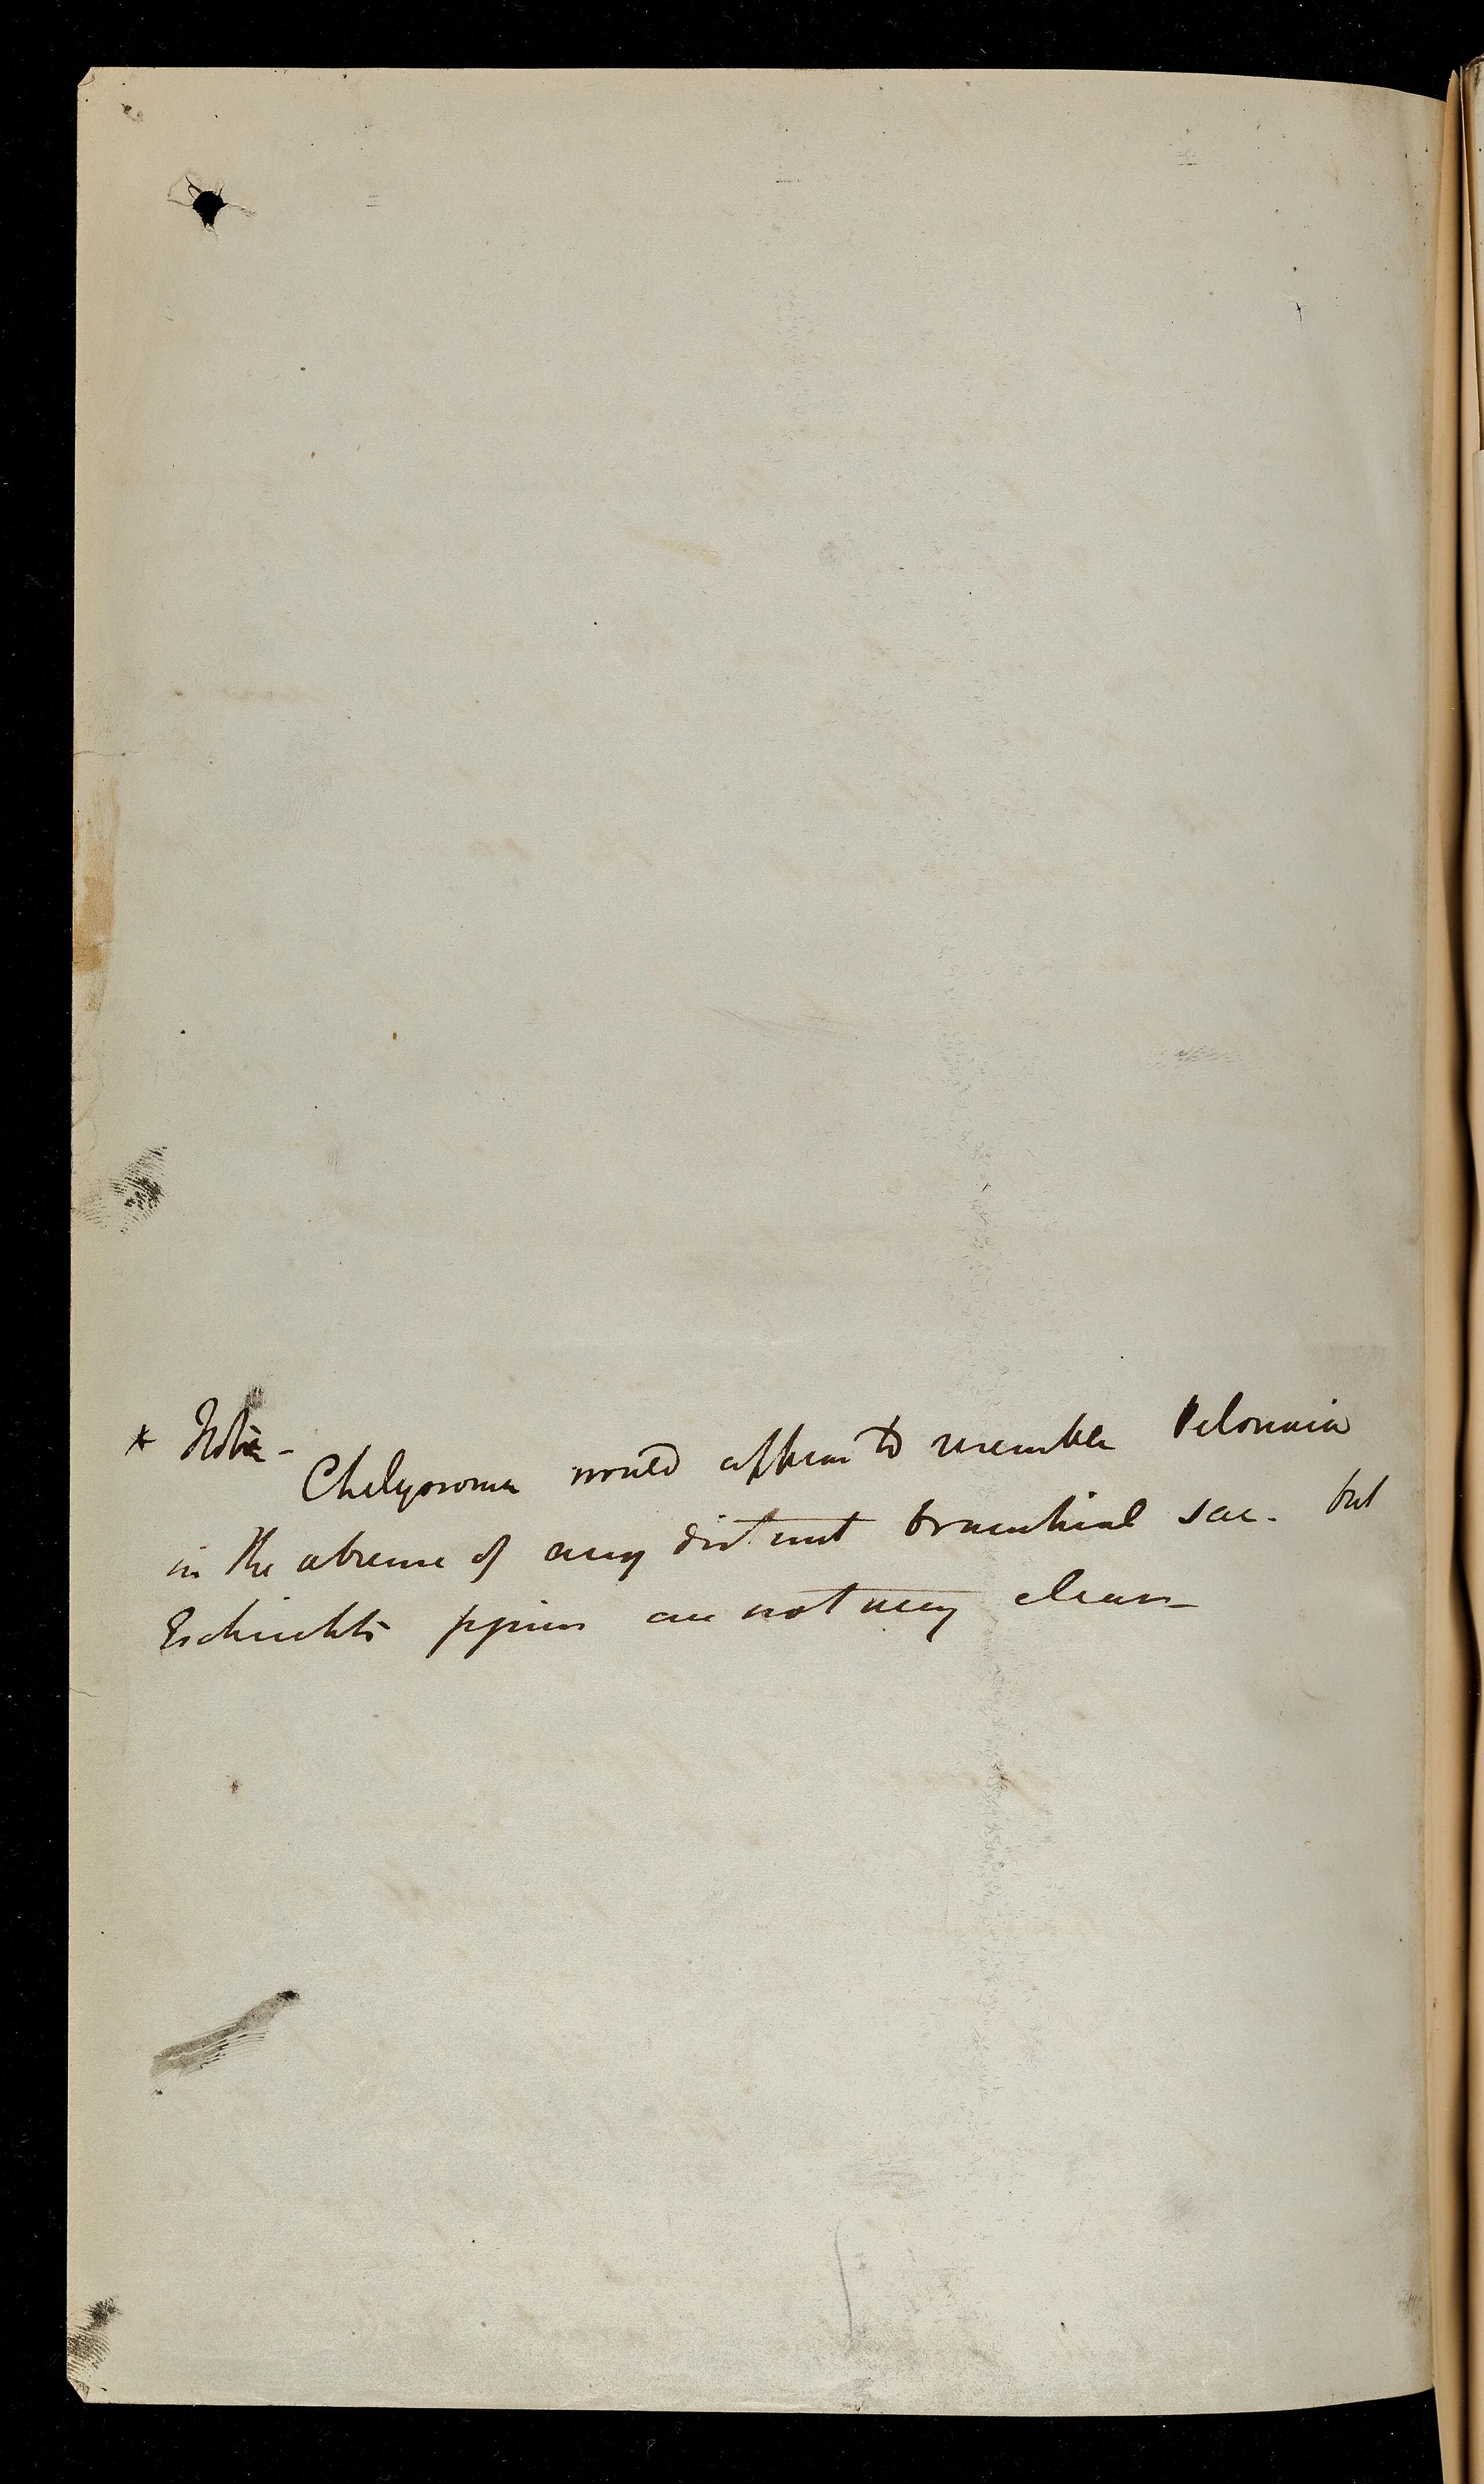 * Note -
Chelyosoma would appear to resemble Pelonaia
in the absence of any distinct branchial sac. but
Eschricht's figures are not very clear_